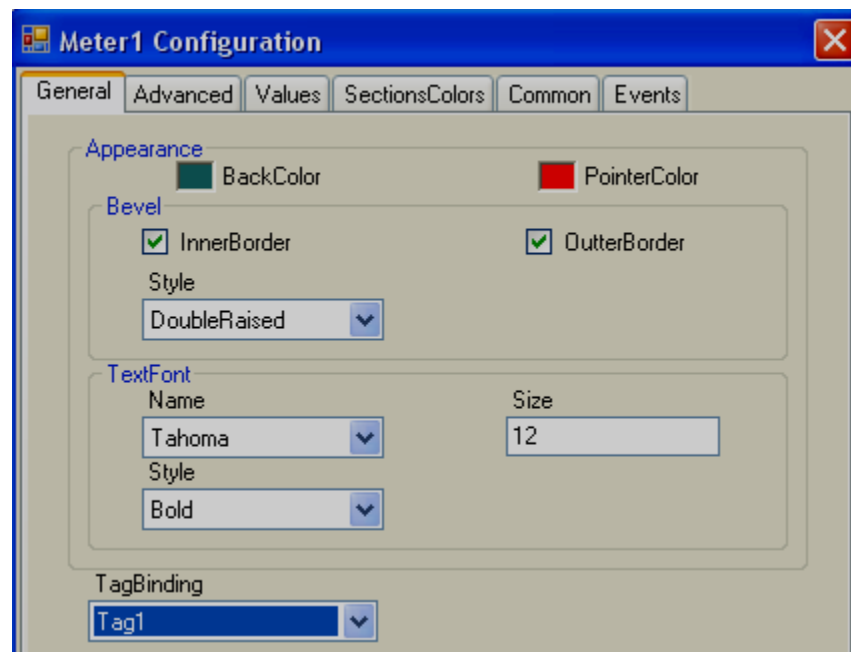 Meter1 Configuration
General Advanced Values SectionsColors Common Events
Appearance
BackColor PointerColor
Bevel
InnerBorder OutterBorder
Style
DoubleRaised
TextFont
Name Size
Tahoma 12
Style
Bold
TagBinding
Tag1